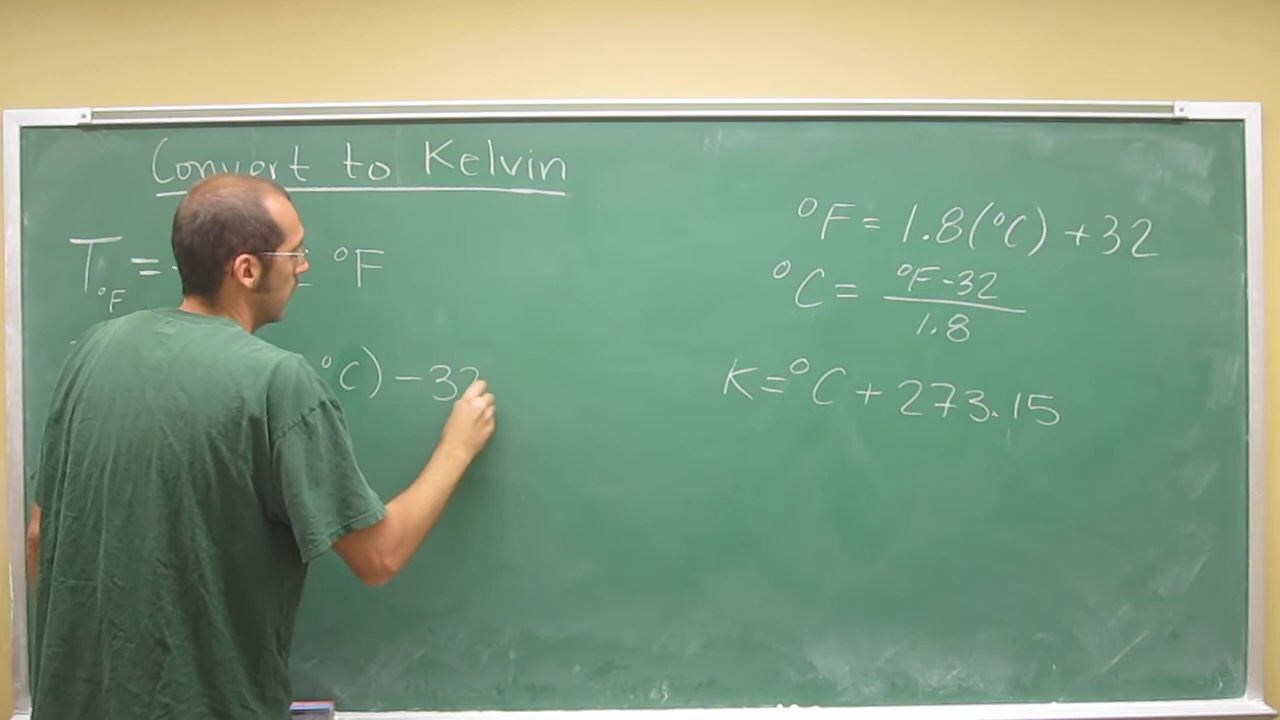 Convert to Kelvin
T°F = °F
°C) - 32
°F = 1.8(°C) + 32
°C = °F - 32
1.8
K = °C + 273.15